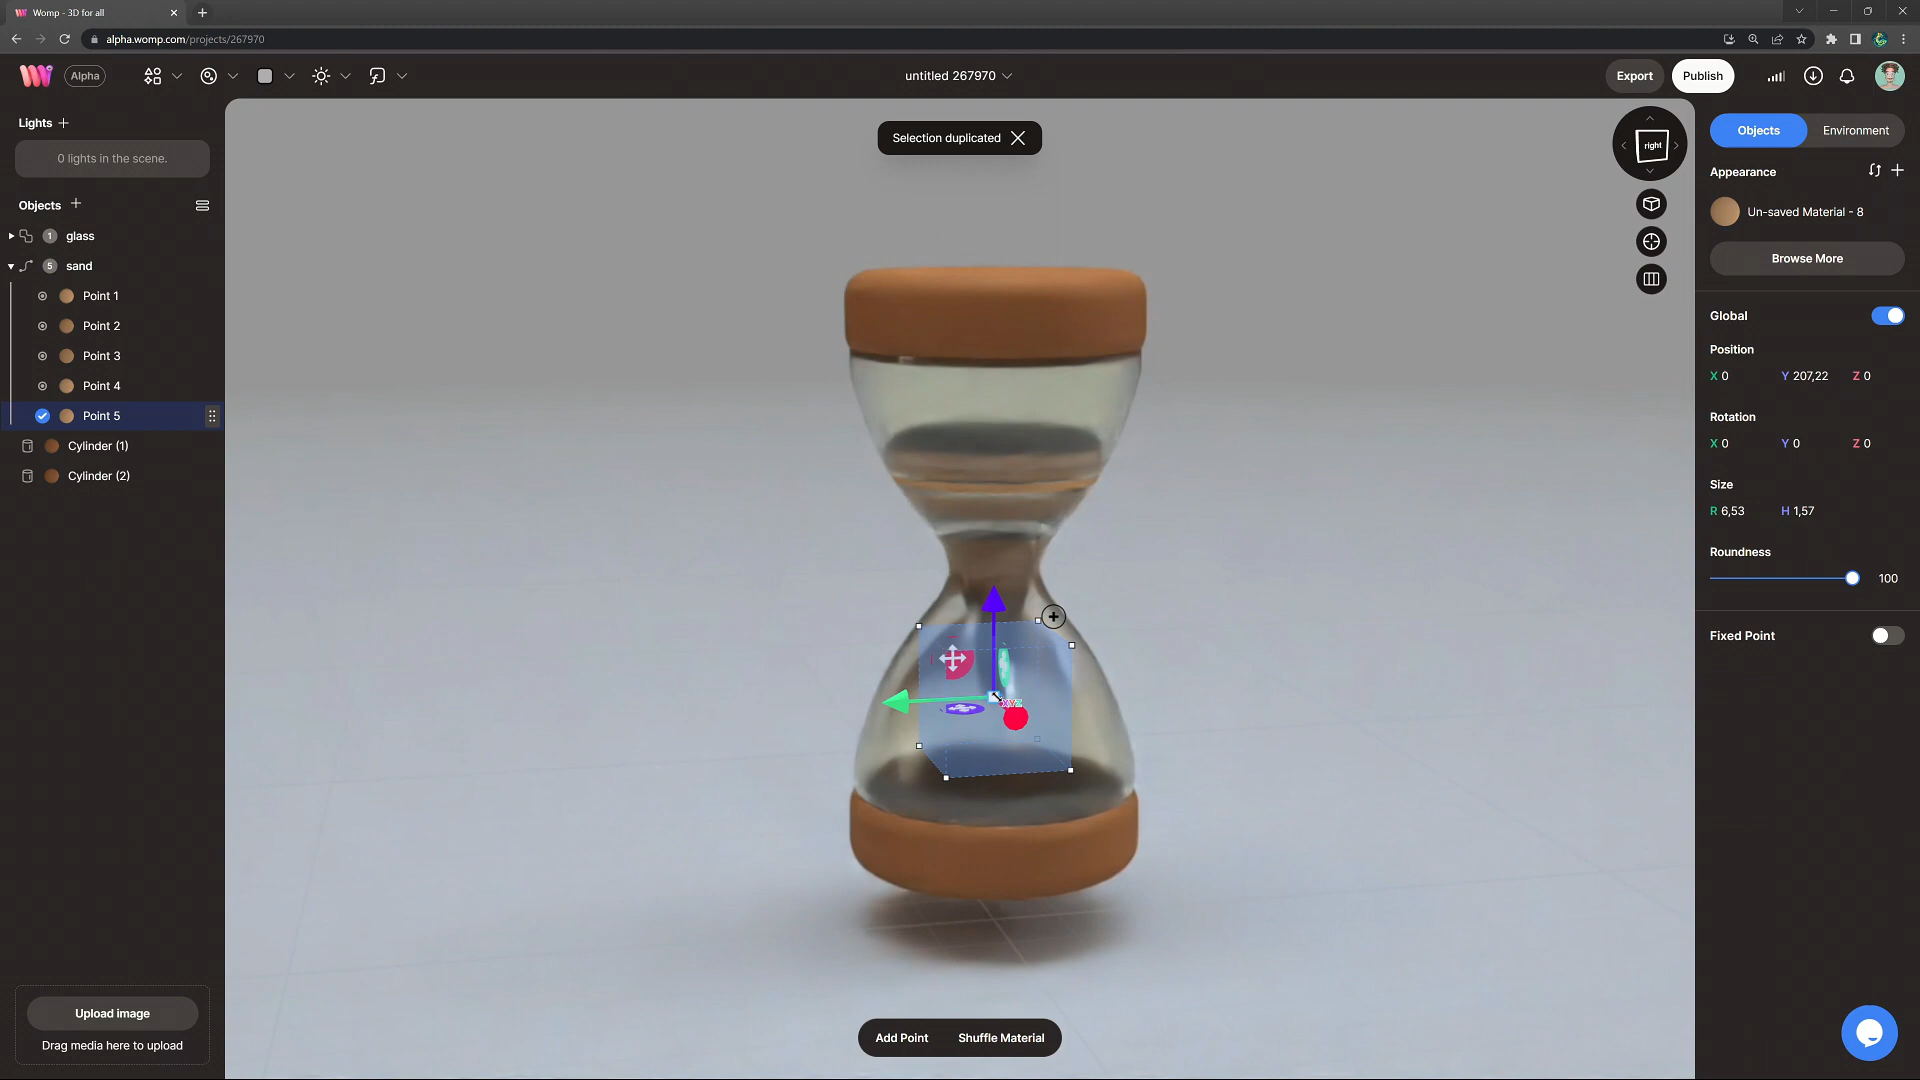 Womp - 3D for all
alpha.womp.com/projects/267970
Alpha
untitled 267970
Export
Publish
Lights
0 lights in the scene.
Objects
1 glass
5 sand
Point 1
Point 2
Point 3
Point 4
Point 5
Cylinder (1)
Cylinder (2)
Upload image
Drag media here to upload
Selection duplicated
right
XYZ
Add Point
Shuffle Material
Objects
Environment
Appearance
Un-saved Material - 8
Browse More
Global
Position
X 0 Y 207,22 Z 0
Rotation
X 0 Y 0 Z 0
Size
R 6,53 H 1,57
Roundness
100
Fixed Point